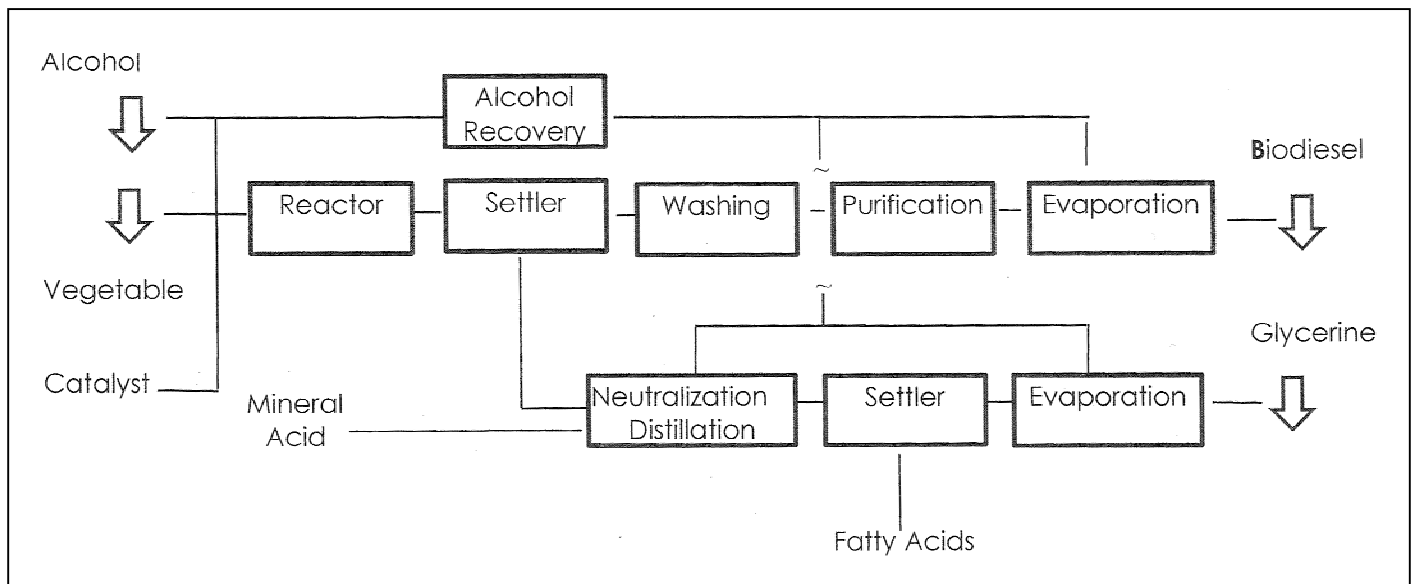 Alcohol
Alcohol
Recovery
Biodiesel
Reactor
Settler
Washing
Purification
Evaporation
Vegetable
Glycerine
Catalyst
Mineral
Acid
Neutralization
Distillation
Settler
Evaporation
Fatty Acids